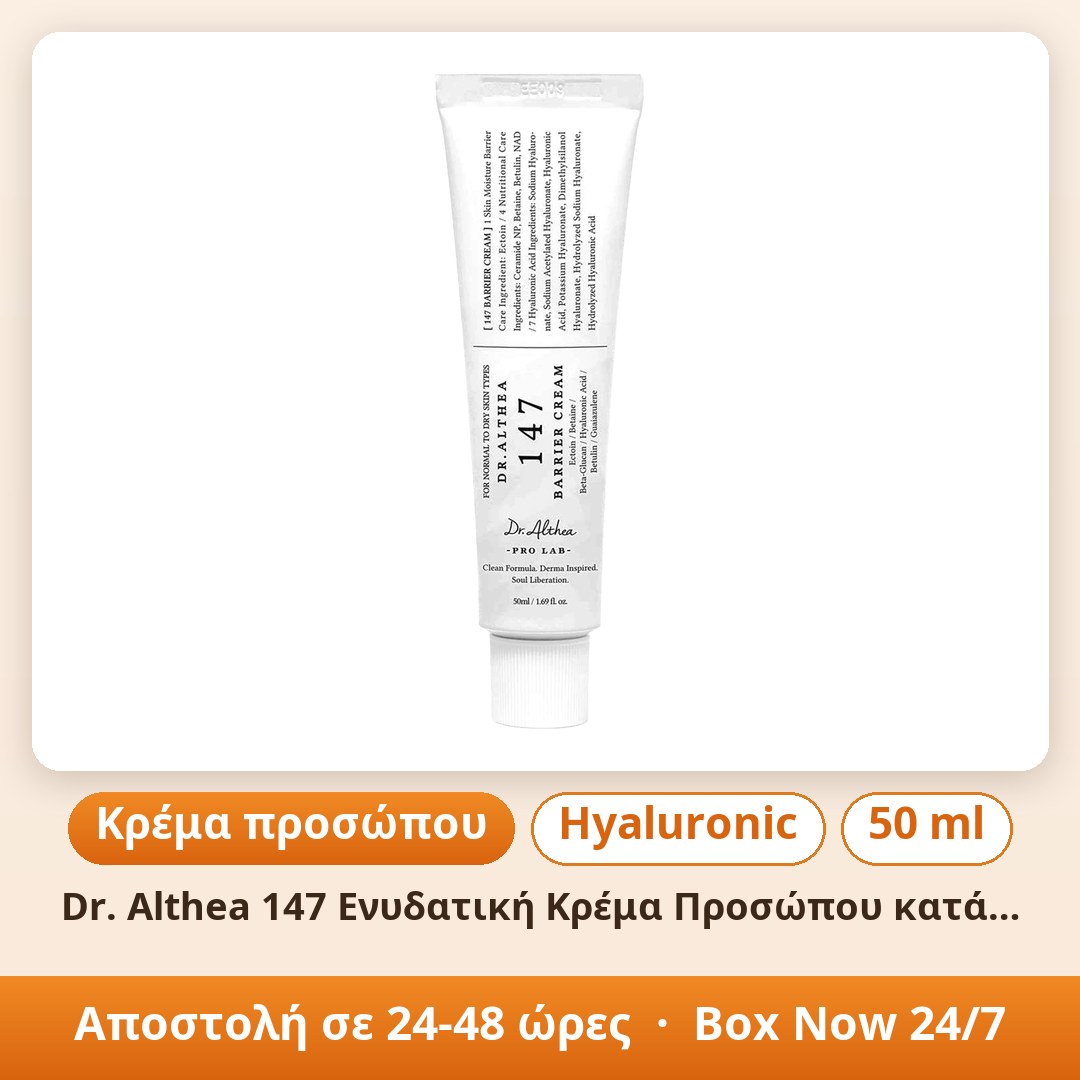 EE009
[ 147 BARRIER CREAM ] 1 Skin Moisture Barrier
Care Ingredient: Ectoin / 4 Nutritional Care
Ingredients: Ceramide NP, Betaine, Betulin, NAD
/ 7 Hyaluronic Acid Ingredients: Sodium Hyaluro-
nate, Sodium Acetylated Hyaluronate, Hyaluronic
Acid, Potassium Hyaluronate, Dimethylsilanol
Hyaluronate, Hydrolyzed Sodium Hyaluronate,
Hydrolyzed Hyaluronic Acid
FOR NORMAL TO DRY SKIN TYPES
DR.ALTHEA
147
BARRIER CREAM
Ectoin / Betaine /
Beta-Glucan / Hyaluronic Acid /
Betulin / Guaiazulene
Dr. Althea
-PRO LAB-
Clean Formula. Derma Inspired.
Soul Liberation.
50ml / 1.69 fl. oz.
Κρέμα προσώπου
Hyaluronic
50 ml
Dr. Althea 147 Ενυδατική Κρέμα Προσώπου κατά...
Αποστολή σε 24-48 ώρες · Box Now 24/7